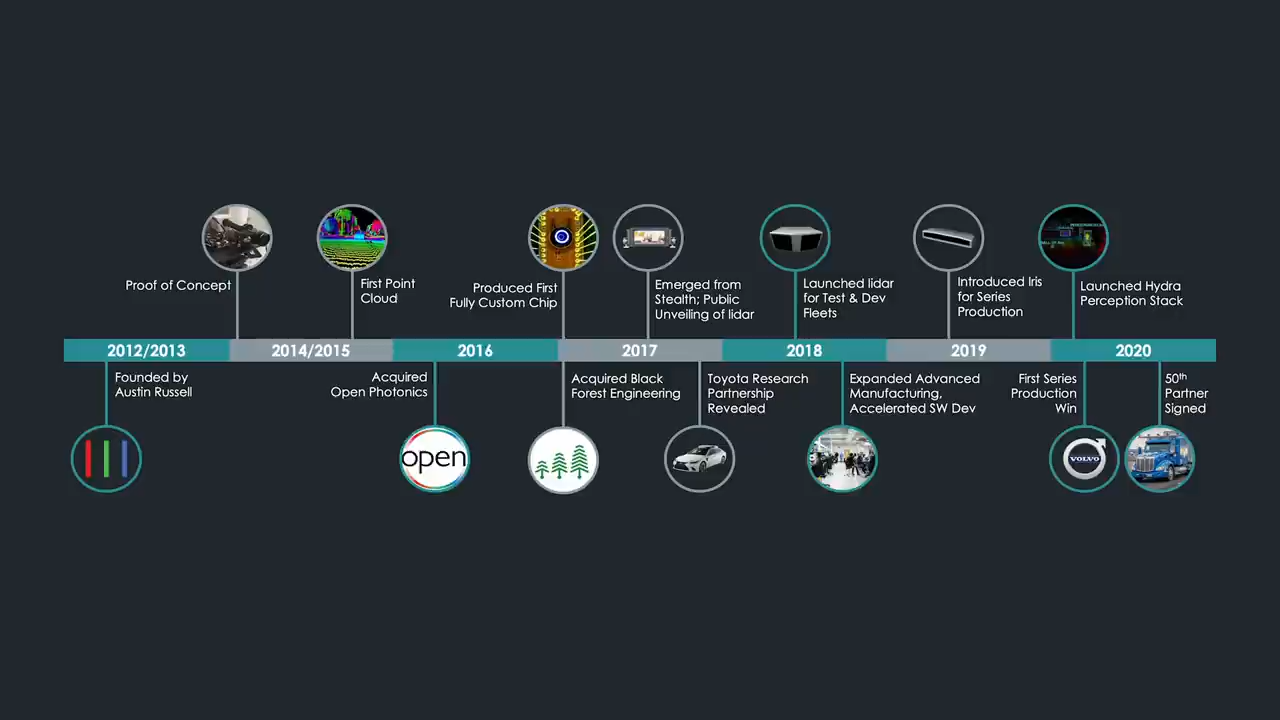 Proof of Concept
First Point
Cloud
Produced First
Fully Custom Chip
Emerged from
Stealth; Public
Unveiling of lidar
Launched lidar
for Test & Dev
Fleets
Introduced Iris
for Series
Production
Launched Hydra
Perception Stack
2012/2013
2014/2015
2016
2017
2018
2019
2020
Founded by
Austin Russell
Acquired
Open Photonics
Acquired Black
Forest Engineering
Toyota Research
Partnership
Revealed
Expanded Advanced
Manufacturing,
Accelerated SW Dev
First Series
Production
Win
50th
Partner
Signed
open
VOLVO